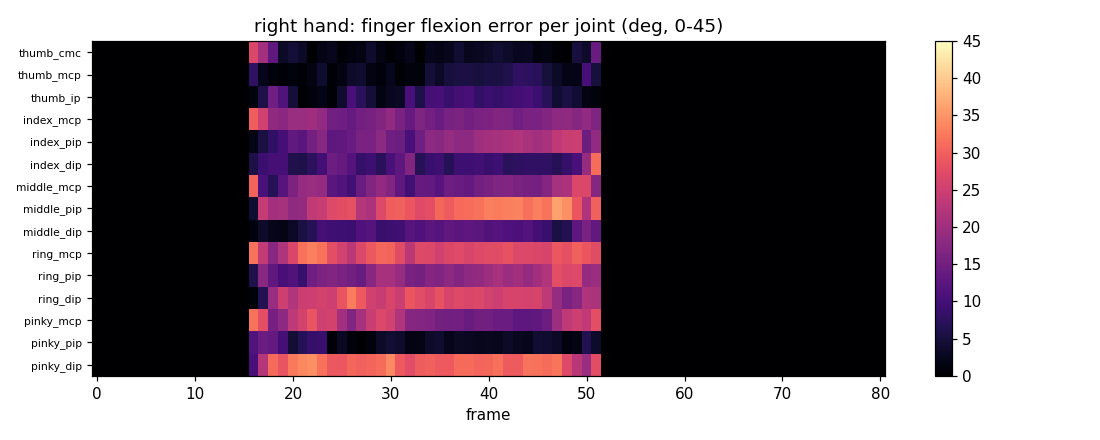 right hand: finger flexion error per joint (deg, 0-45)
thumb_cmc
thumb_mcp
thumb_ip
index_mcp
index_pip
index_dip
middle_mcp
middle_pip
middle_dip
ring_mcp
ring_pip
ring_dip
pinky_mcp
pinky_pip
pinky_dip
0 10 20 30 40 50 60 70 80
frame
45
40
35
30
25
20
15
10
5
0